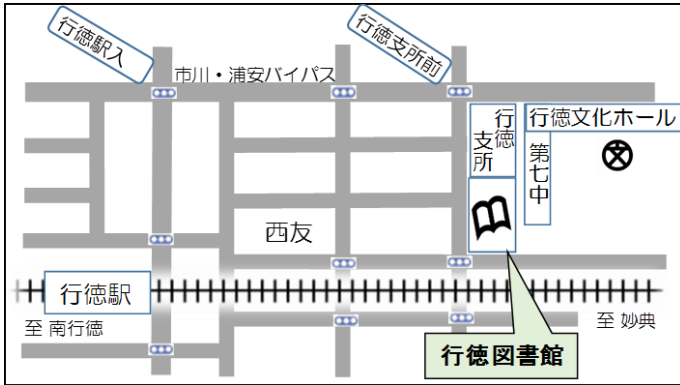 行徳駅入
市川・浦安バイパス
行徳支所前
行徳
支所
行徳文化ホール
第七中
西友
行徳駅
至 南行徳
至 妙典
行徳図書館